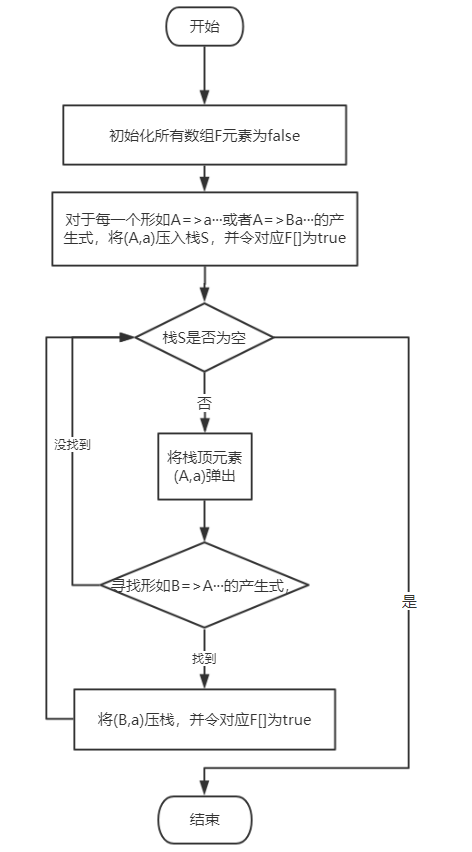 开始
初始化所有数组F元素为false
对于每一个形如A=>a···或者A=>Ba···的产
生式，将(A,a)压入栈S，并令对应F[]为true
栈S是否为空
否
没找到
将栈顶元素
(A,a)弹出
寻找形如B=>A···的产生式，
是
找到
将(B,a)压栈，并令对应F[]为true
结束